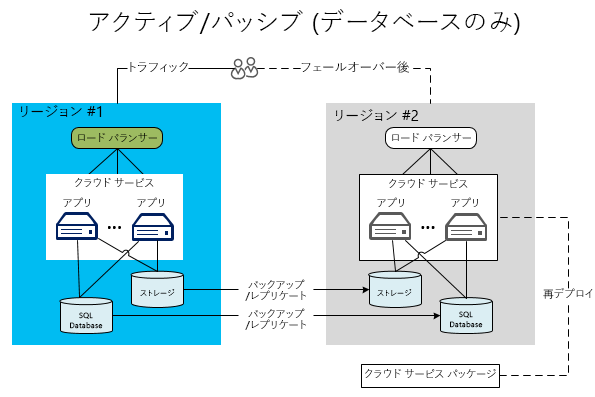 アクティブ/パッシブ (データベースのみ)
トラフィック
フェールオーバー後
リージョン #1
ロード バランサー
クラウド サービス
アプリ
アプリ
ストレージ
SQL
Database
バックアップ
/レプリケート
バックアップ
/レプリケート
リージョン #2
ロード バランサー
クラウド サービス
アプリ
アプリ
ストレージ
SQL
Database
再デプロイ
クラウド サービス パッケージ